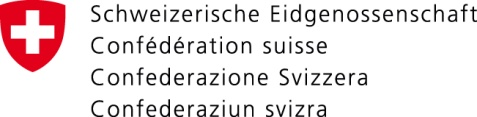 Schweizerische Eidgenossenschaft
Confédération suisse
Confederazione Svizzera
Confederaziun svizra